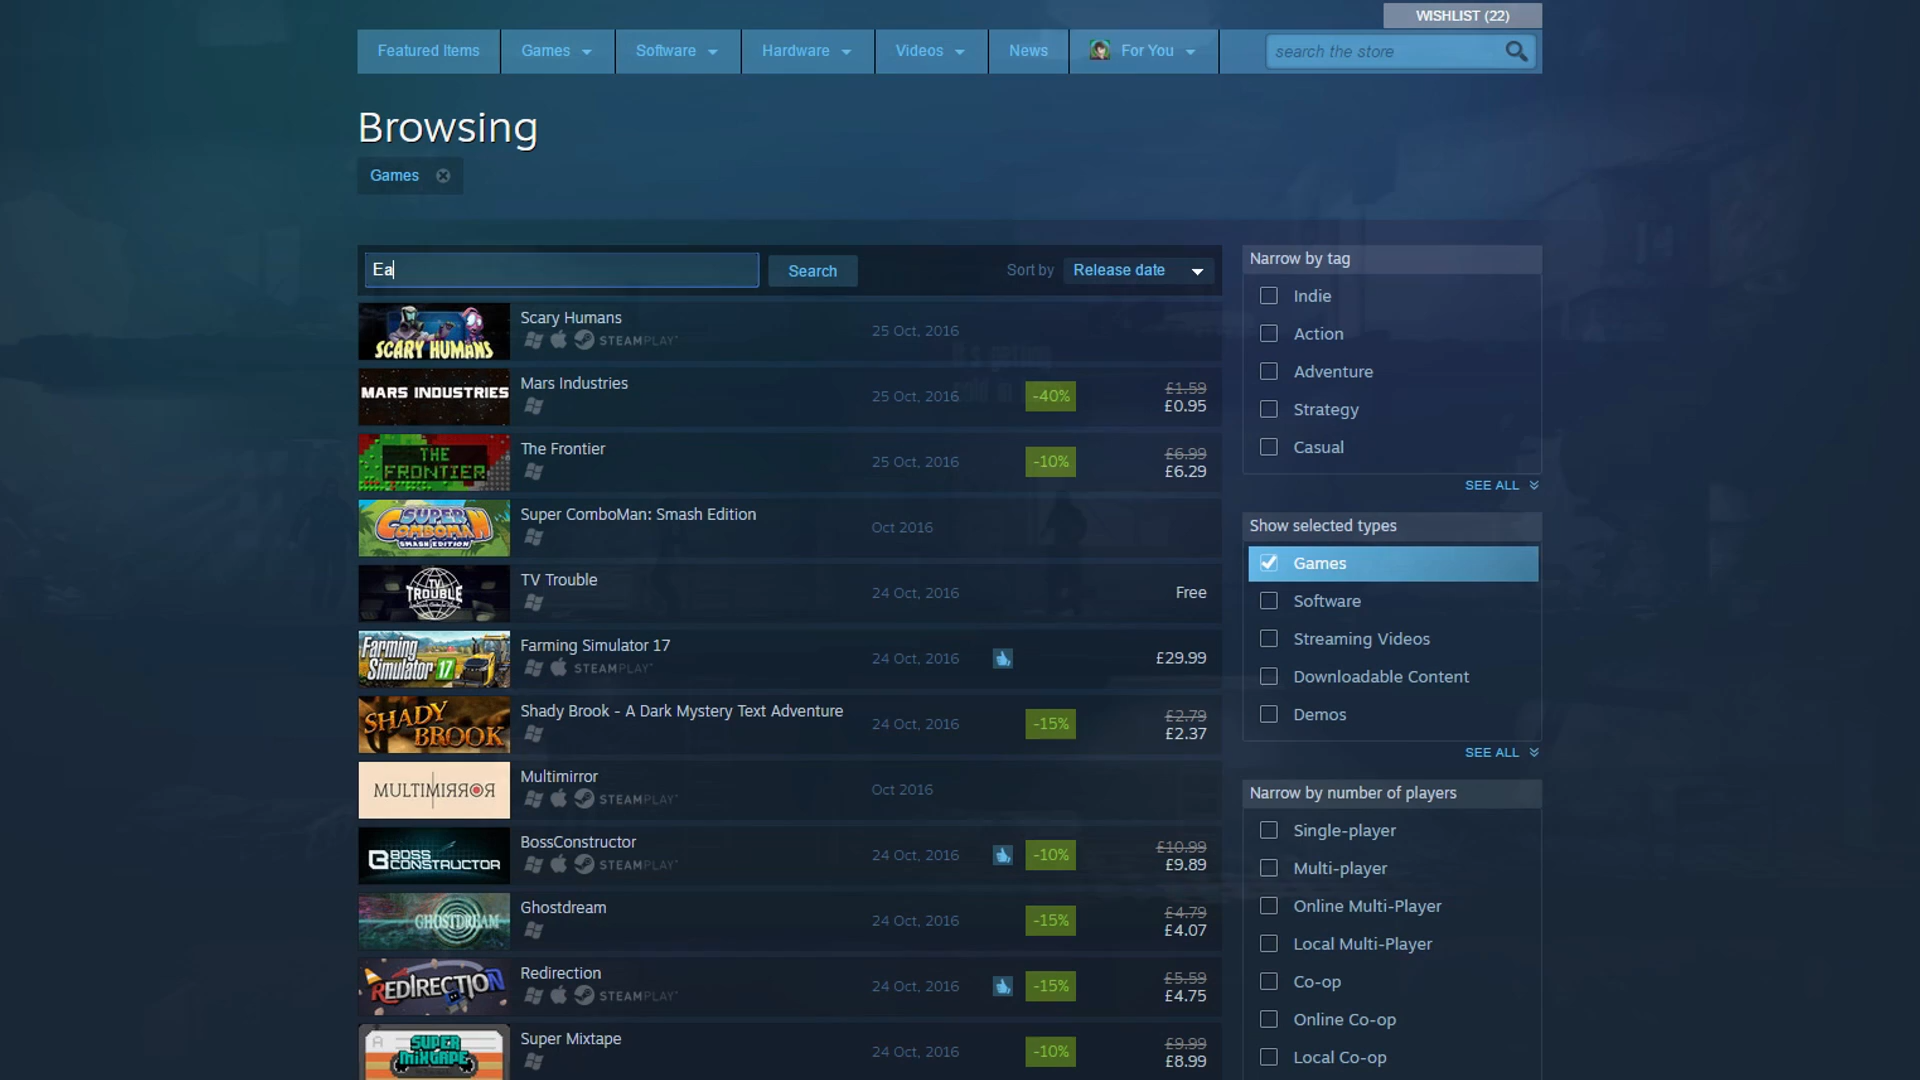 WISHLIST (22)
Featured Items
Games
Software
Hardware
Videos
News
For You
search the store
Browsing
Games
Ea
Search
Sort by
Release date
SCARY HUMANS
Scary Humans
STEAMPLAY
25 Oct, 2016
MARS INDUSTRIES
Mars Industries
25 Oct, 2016
-40%
£1.59
£0.95
THE
FRONTIER
The Frontier
25 Oct, 2016
-10%
£6.99
£6.29
SUPER
COMBOMAN
SMASH EDITION
Super ComboMan: Smash Edition
Oct 2016
TV
TROUBLE
TV Trouble
24 Oct, 2016
Free
Farming
Simulator 17
Farming Simulator 17
STEAMPLAY
24 Oct, 2016
£29.99
SHADY
BROOK
Shady Brook - A Dark Mystery Text Adventure
24 Oct, 2016
-15%
£2.79
£2.37
MULTIMIRROR
Multimirror
STEAMPLAY
Oct 2016
BOSS
CONSTRUCTOR
BossConstructor
STEAMPLAY
24 Oct, 2016
-10%
£10.99
£9.89
GHOSTDREAM
Ghostdream
24 Oct, 2016
-15%
£4.79
£4.07
REDIRECTION
Redirection
STEAMPLAY
24 Oct, 2016
-15%
£5.59
£4.75
A
SUPER
MIXTAPE
Super Mixtape
24 Oct, 2016
-10%
£9.99
£8.99
Narrow by tag
Indie
Action
Adventure
Strategy
Casual
SEE ALL
Show selected types
Games
Software
Streaming Videos
Downloadable Content
Demos
SEE ALL
Narrow by number of players
Single-player
Multi-player
Online Multi-Player
Local Multi-Player
Co-op
Online Co-op
Local Co-op